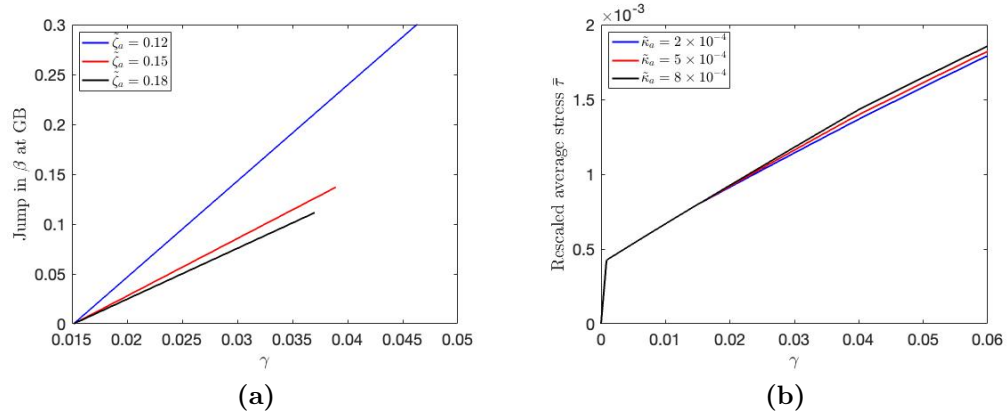 0.3
0.25
0.2
0.15
0.1
0.05
0
Jump in β at GB
ζ̃ₐ = 0.12
ζ̃ₐ = 0.15
ζ̃ₐ = 0.18
0.015 0.02 0.025 0.03 0.035 0.04 0.045 0.05
γ
(a)
×10⁻³
2
1.5
1
0.5
0
Rescaled average stress τ̄
κ̃ₐ = 2 × 10⁻⁴
κ̃ₐ = 5 × 10⁻⁴
κ̃ₐ = 8 × 10⁻⁴
0 0.01 0.02 0.03 0.04 0.05 0.06
γ
(b)